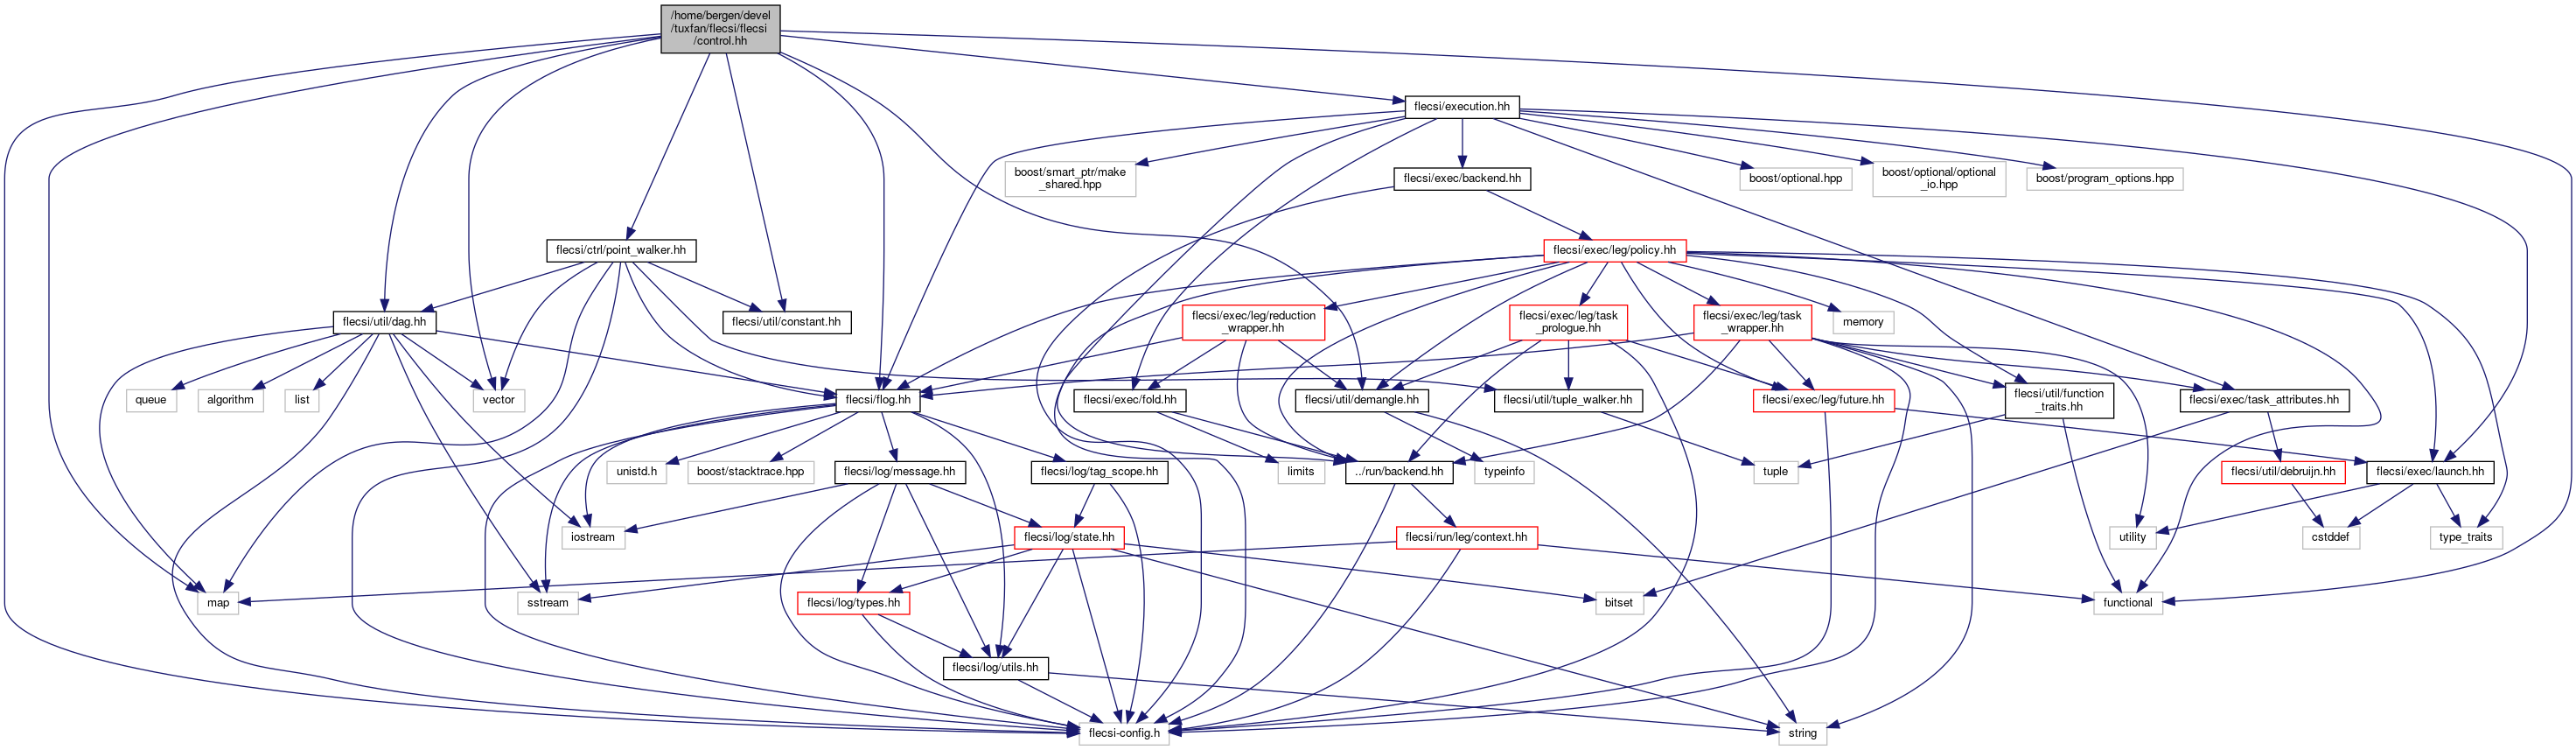 /home/bergen/devel
/tuxfan/flecsi/flecsi
/control.hh
flecsi/execution.hh
boost/smart_ptr/make
_shared.hpp
flecsi/exec/backend.hh
boost/optional.hpp
boost/optional/optional
_io.hpp
boost/program_options.hpp
flecsi/ctrl/point_walker.hh
flecsi/exec/leg/policy.hh
flecsi/util/dag.hh
flecsi/util/constant.hh
flecsi/exec/leg/reduction
_wrapper.hh
flecsi/exec/leg/task
_prologue.hh
flecsi/exec/leg/task
_wrapper.hh
memory
queue
algorithm
list
vector
flecsi/flog.hh
flecsi/exec/fold.hh
flecsi/util/demangle.hh
flecsi/util/tuple_walker.hh
flecsi/exec/leg/future.hh
flecsi/util/function
_traits.hh
flecsi/exec/task_attributes.hh
unistd.h
boost/stacktrace.hpp
flecsi/log/message.hh
flecsi/log/tag_scope.hh
limits
../run/backend.hh
typeinfo
tuple
flecsi/util/debruijn.hh
flecsi/exec/launch.hh
iostream
flecsi/log/state.hh
flecsi/run/leg/context.hh
utility
cstddef
type_traits
map
sstream
flecsi/log/types.hh
bitset
functional
flecsi/log/utils.hh
flecsi-config.h
string